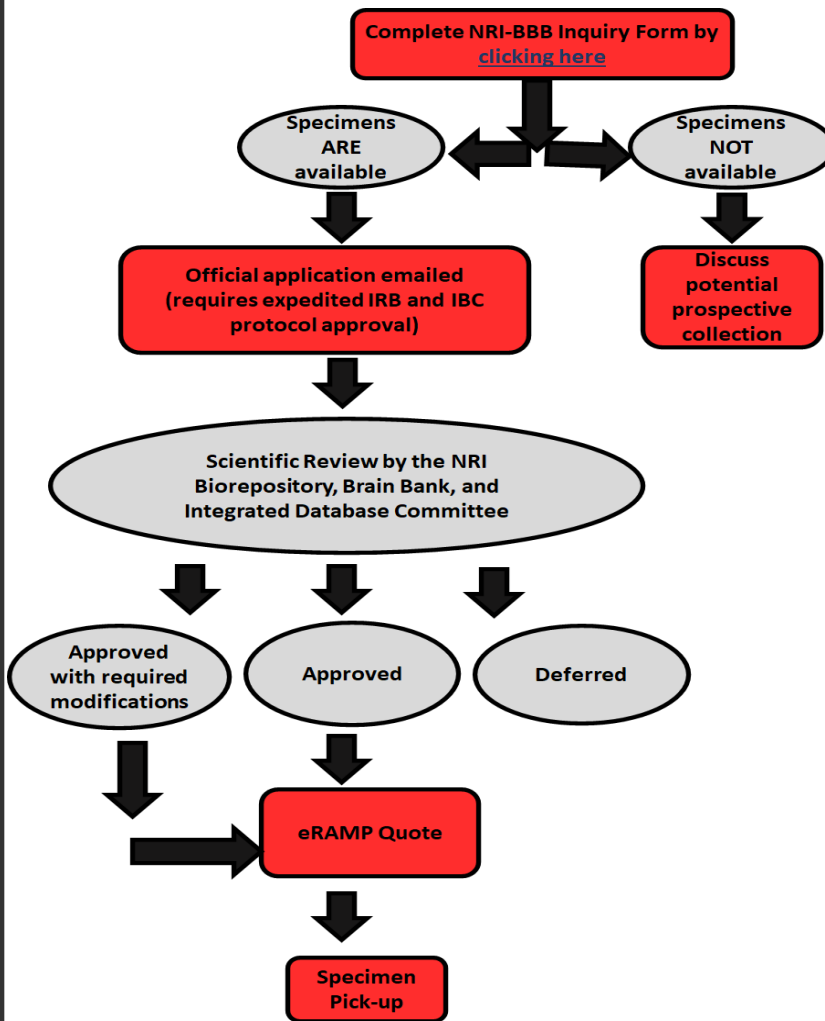 Complete NRI-BBB Inquiry Form by
clicking here
Specimens
ARE
available
Specimens
NOT
available
Official application emailed
(requires expedited IRB and IBC
protocol approval)
Discuss
potential
prospective
collection
Scientific Review by the NRI
Biorepository, Brain Bank, and
Integrated Database Committee
Approved
with required
modifications
Approved
Deferred
eRAMP Quote
Specimen
Pick-up